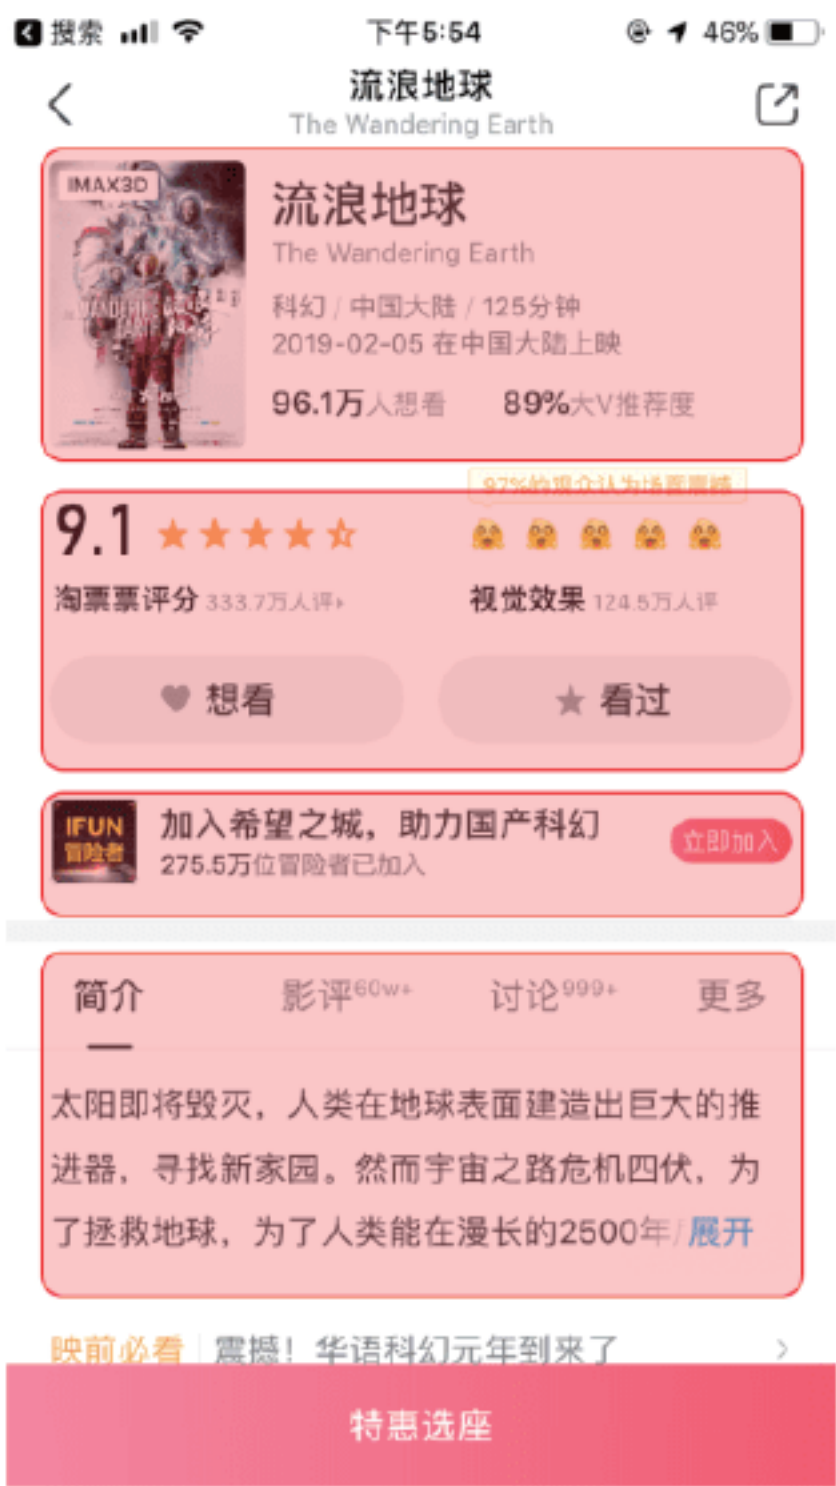 搜索 下午5:54 46%
流浪地球
The Wandering Earth
IMAX3D
流浪地球
The Wandering Earth
科幻 / 中国大陆 / 125分钟
2019-02-05 在中国大陆上映
96.1万人想看 89%大V推荐度
97%的观众认为场面震撼
9.1
淘票票评分 333.7万人评 视觉效果 124.5万人评
想看 看过
IFUN
冒险者
加入希望之城，助力国产科幻
275.5万位冒险者已加入
立即加入
简介 影评60w+ 讨论999+ 更多
太阳即将毁灭，人类在地球表面建造出巨大的推
进器，寻找新家园。然而宇宙之路危机四伏，为
了拯救地球，为了人类能在漫长的2500年 展开
映前必看 震撼！华语科幻元年到来了
特惠选座